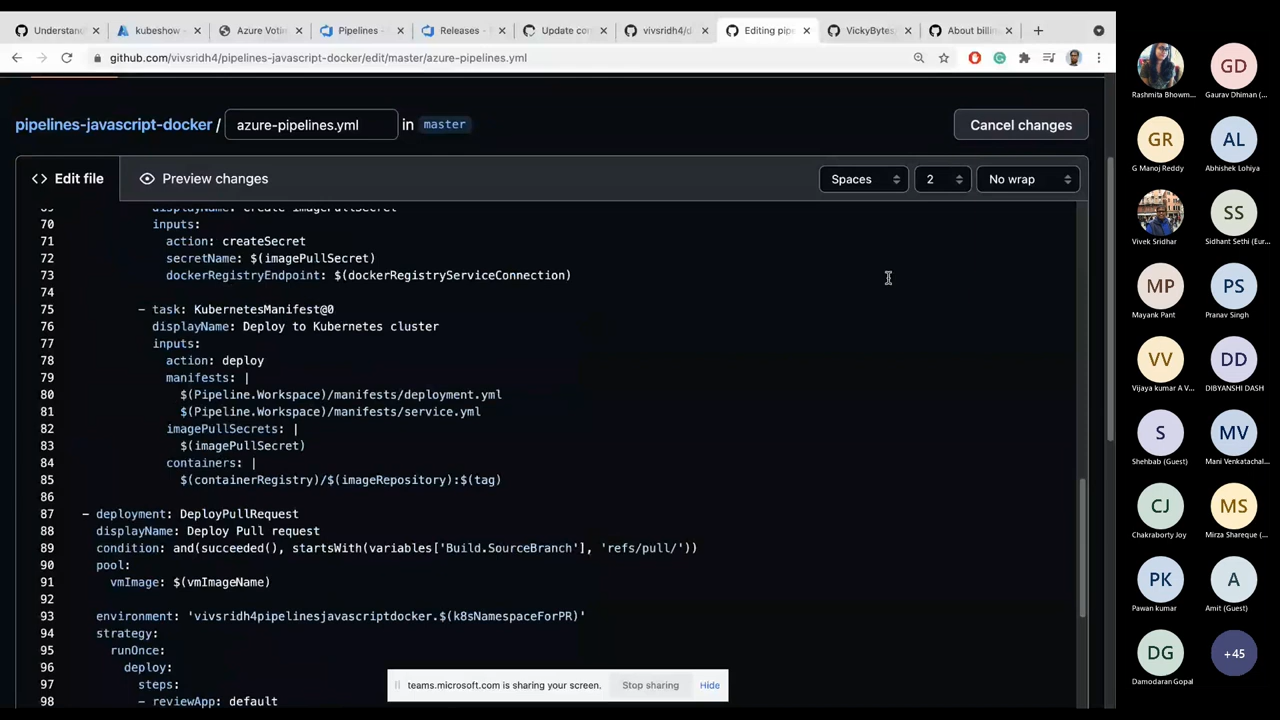 Understan
kubeshow -
Azure Votin
Pipelines -
Releases -
Update co
vivsridh4/d
Editing pip
VickyBytes
About billin
github.com/vivsridh4/pipelines-javascript-docker/edit/master/azure-pipelines.yml
pipelines-javascript-docker / azure-pipelines.yml in master
Cancel changes
<> Edit file
Preview changes
Spaces
2
No wrap
70 inputs:
71 action: createSecret
72 secretName: $(imagePullSecret)
73 dockerRegistryEndpoint: $(dockerRegistryServiceConnection)
74
75 - task: KubernetesManifest@0
76 displayName: Deploy to Kubernetes cluster
77 inputs:
78 action: deploy
79 manifests: |
80 $(Pipeline.Workspace)/manifests/deployment.yml
81 $(Pipeline.Workspace)/manifests/service.yml
82 imagePullSecrets: |
83 $(imagePullSecret)
84 containers: |
85 $(containerRegistry)/$(imageRepository):$(tag)
86
87 - deployment: DeployPullRequest
88 displayName: Deploy Pull request
89 condition: and(succeeded(), startsWith(variables['Build.SourceBranch'], 'refs/pull/'))
90 pool:
91 vmImage: $(vmImageName)
92
93 environment: 'vivsridh4pipelinesjavascriptdocker.$(k8sNamespaceForPR)'
94 strategy:
95 runOnce:
96 deploy:
97 steps:
98 - reviewApp: default
teams.microsoft.com is sharing your screen.
Stop sharing
Hide
Rashmita Bhowm...
GD
Gaurav Dhiman (...
GR
G Manoj Reddy
AL
Abhishek Lohiya
Vivek Sridhar
SS
Sidhant Sethi (Eur...
MP
Mayank Pant
PS
Pranav Singh
VV
Vijaya kumar A V...
DD
DIBYANSHI DASH
S
Shehbab (Guest)
MV
Mani Venkatachal...
CJ
Chakraborty Joy
MS
Mirza Shareque (...
PK
Pawan kumar
A
Amit (Guest)
DG
Damodaran Gopal
+45